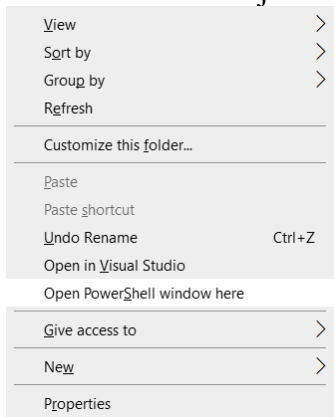 View
Sort by
Group by
Refresh
Customize this folder...
Paste
Paste shortcut
Undo Rename Ctrl+Z
Open in Visual Studio
Open PowerShell window here
Give access to
New
Properties